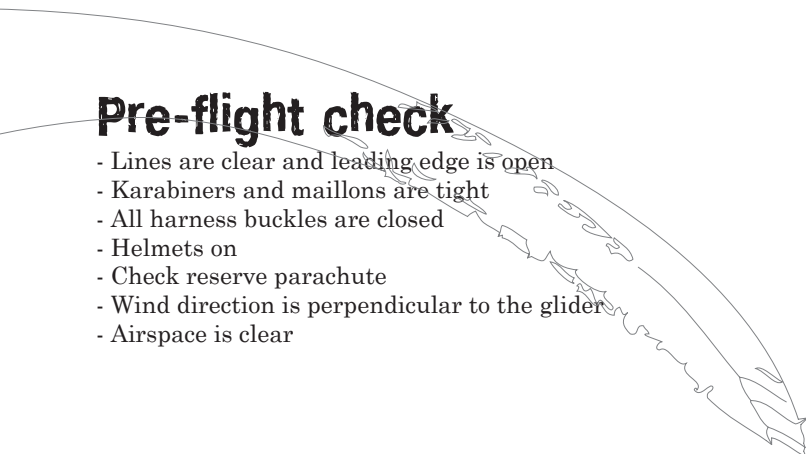 Pre-flight check
- Lines are clear and leading edge is open
- Karabiners and maillons are tight
- All harness buckles are closed
- Helmets on
- Check reserve parachute
- Wind direction is perpendicular to the glider
- Airspace is clear